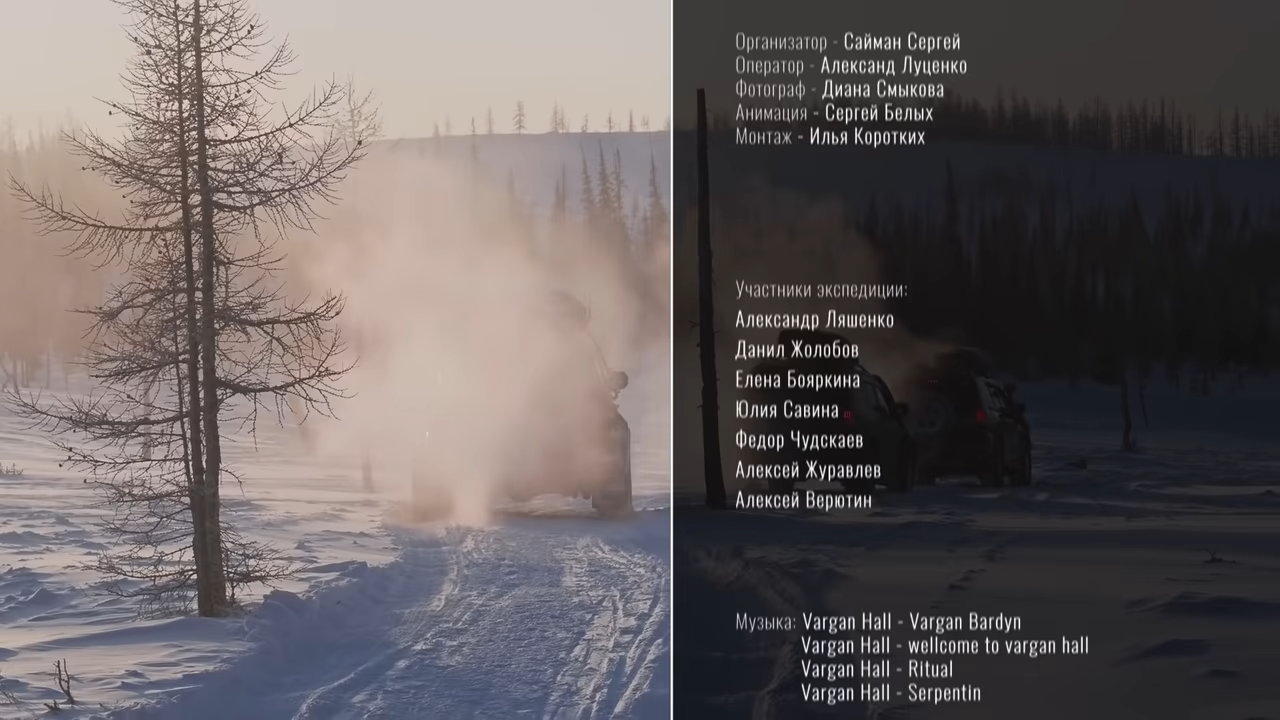 Организатор - Сайман Сергей
Оператор - Александ Луценко
Фотограф - Диана Смыкова
Анимация - Сергей Белых
Монтаж - Илья Коротких
Участники экспедиции:
Александр Ляшенко
Данил Жолобов
Елена Бояркина
Юлия Савина
Федор Чудскаев
Алексей Журавлев
Алексей Верютин
Музыка: Vargan Hall - Vargan Bardyn
Vargan Hall - wellcome to vargan hall
Vargan Hall - Ritual
Vargan Hall - Serpentin